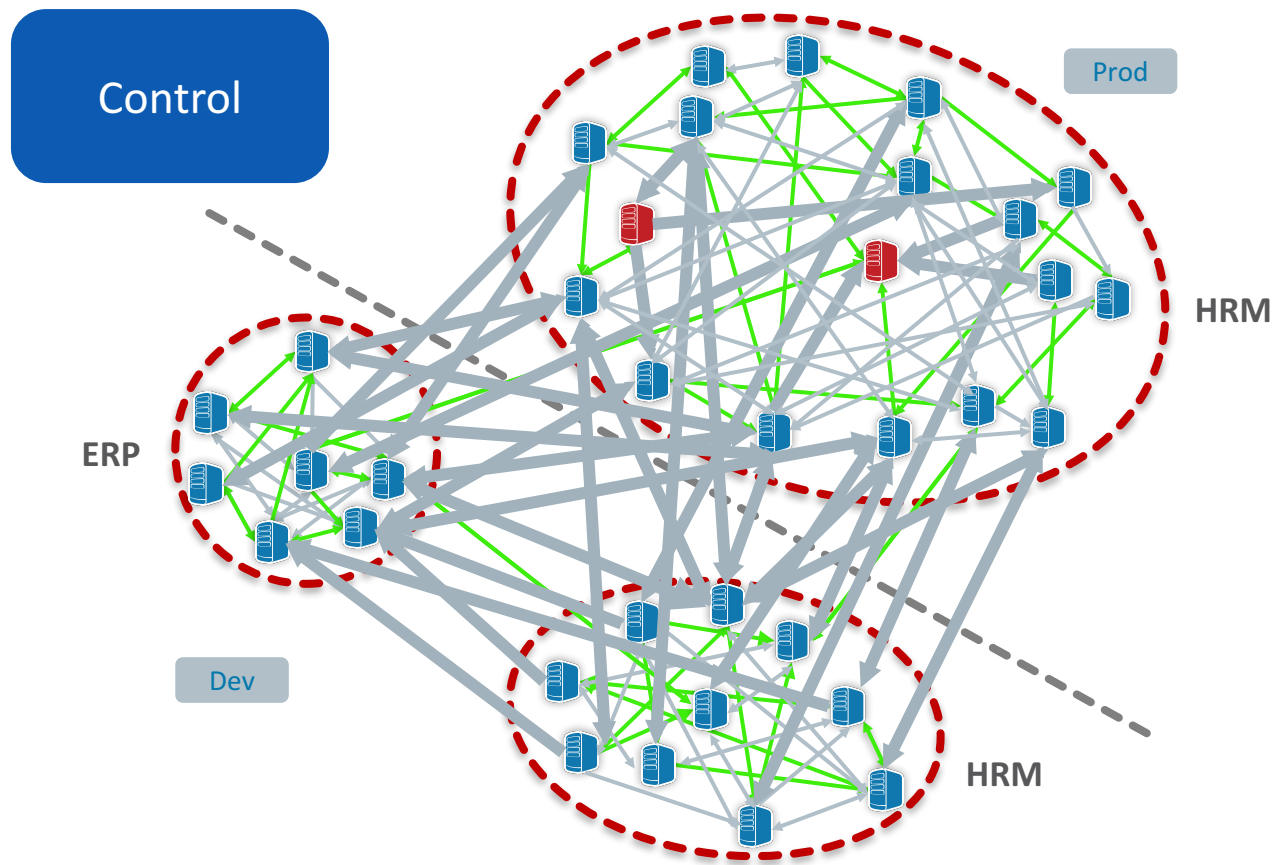 Control
Prod
HRM
ERP
Dev
HRM